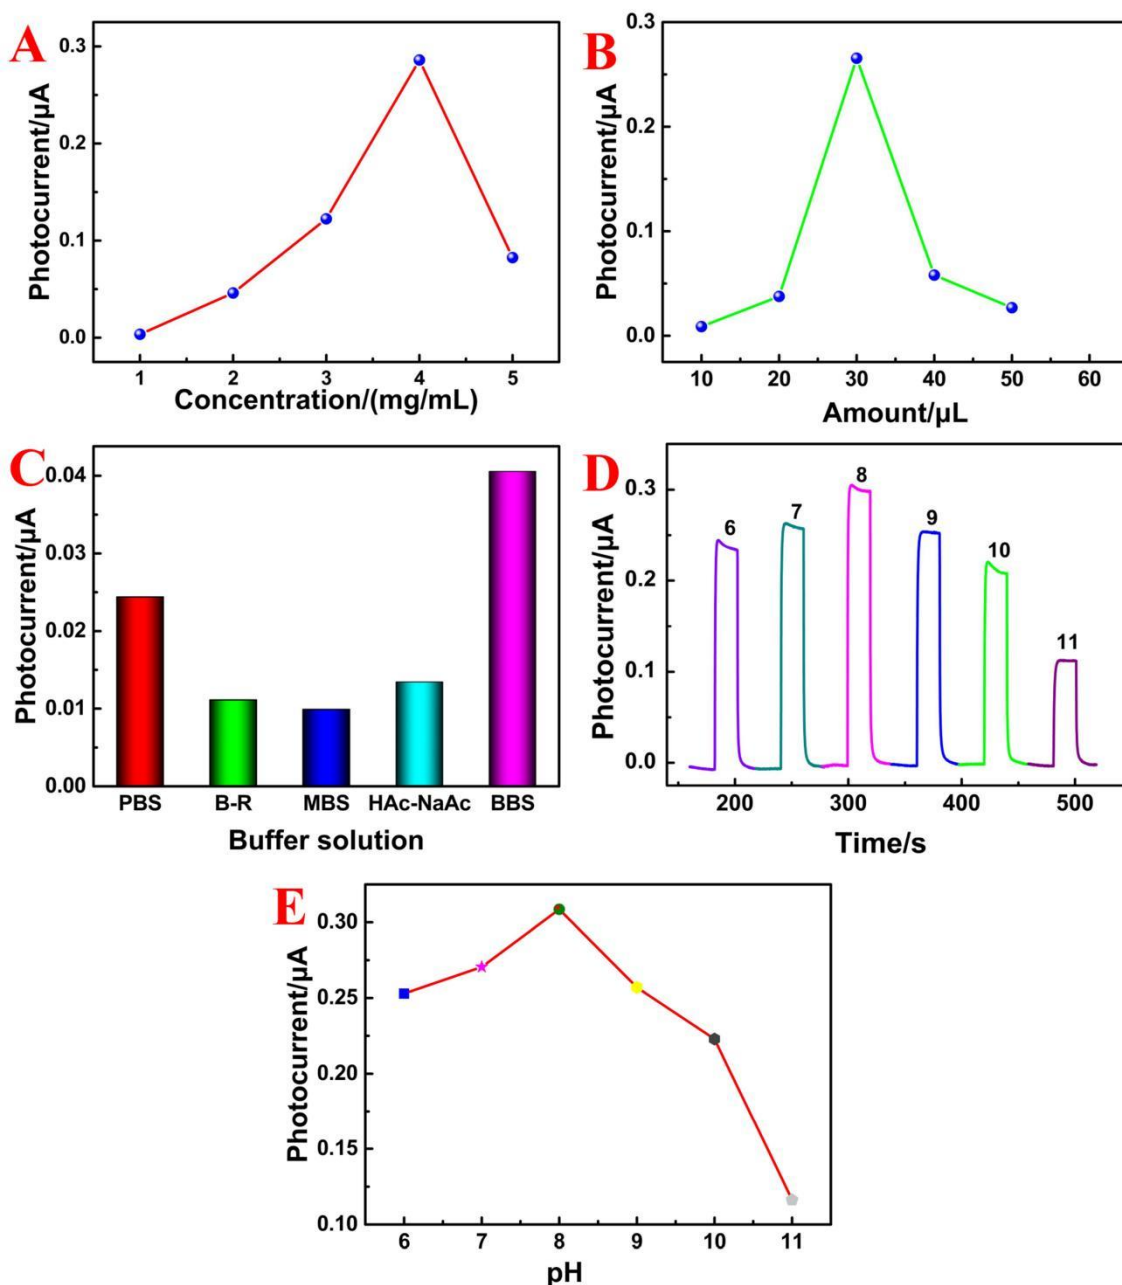 A
Photocurrent/μA
0.3
0.2
0.1
0.0
1 2 3 4 5
Concentration/(mg/mL)
B
Photocurrent/μA
0.3
0.2
0.1
0.0
10 20 30 40 50 60
Amount/μL
C
Photocurrent/μA
0.04
0.03
0.02
0.01
0.00
PBS B-R MBS HAc-NaAc BBS
Buffer solution
D
Photocurrent/μA
0.3
0.2
0.1
0.0
6 7 8 9 10 11
200 300 400 500
Time/s
E
Photocurrent/μA
0.30
0.25
0.20
0.15
0.10
6 7 8 9 10 11
pH